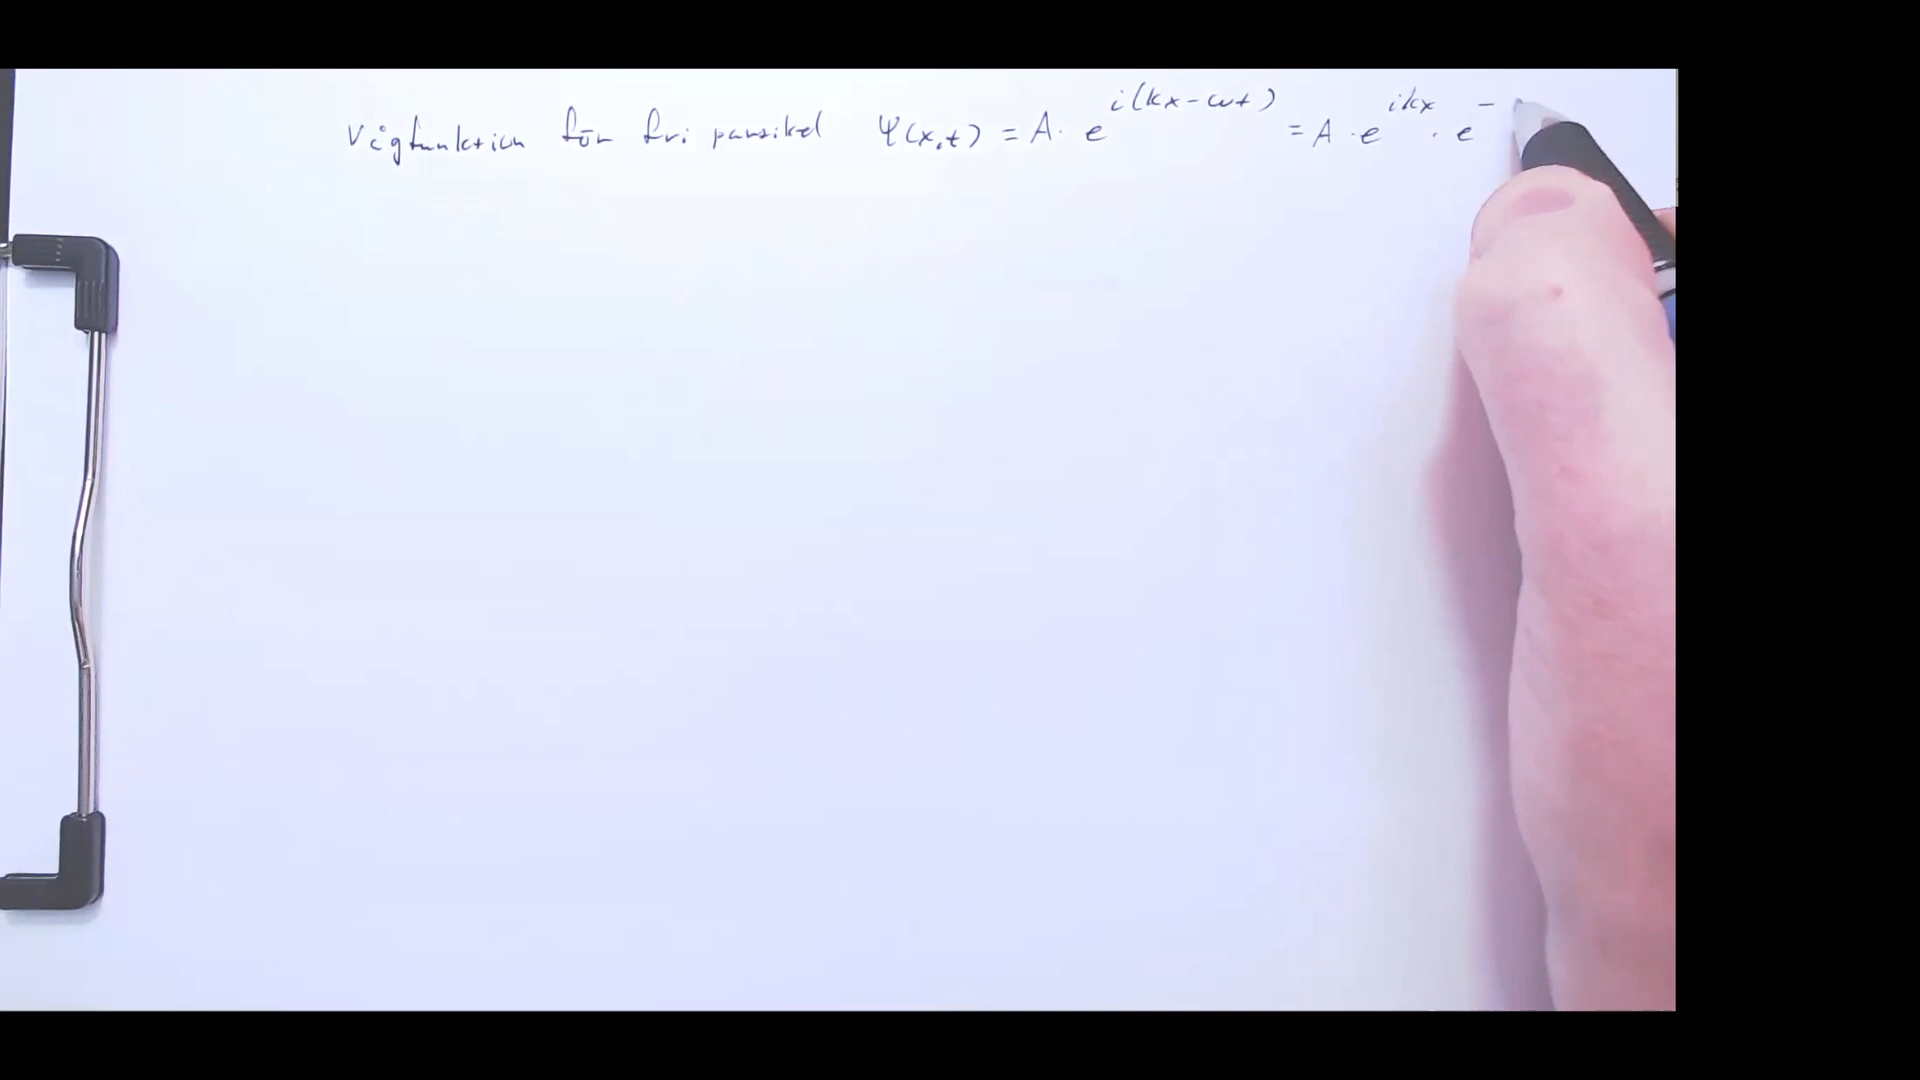 Vågfunktion för fri partikel Ψ(x,t) = A · e^{i(kx-ωt)} = A · e^{ikx} · e^{-